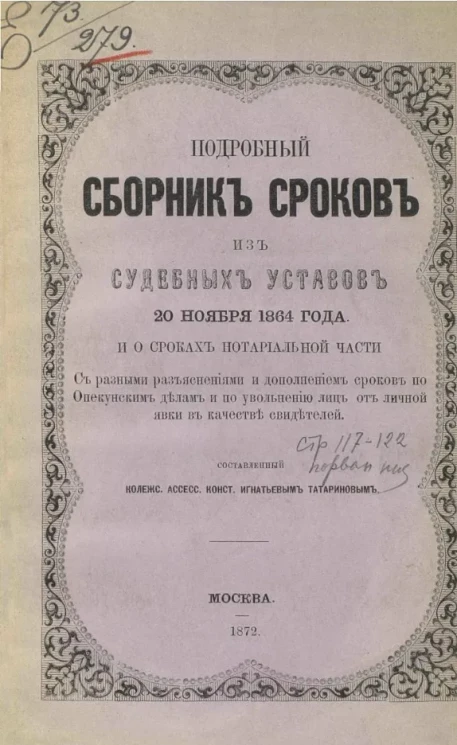 73.
279.
ПОДРОБНЫЙ
СБОРНИКЪ СРОКОВЪ
ИЗЪ
СУДЕБНЫХЪ УСТАВОВЪ
20 НОЯБРЯ 1864 ГОДА.
И О СРОКАХЪ НОТАРІАЛЬНОЙ ЧАСТИ
Съ разными разъясненіями и дополненіемъ сроковъ по
Опекунскимъ дѣламъ и по увольненію лицъ отъ личной
явки въ качествѣ свидѣтелей.
стр 117-122
СОСТАВЛЕННЫЙ
КОЛЕЖС. АССЕСС. КОНСТ. ИГНАТЬЕВЫМЪ ТАТАРИНОВЫМЪ.
МОСКВА.
1872.